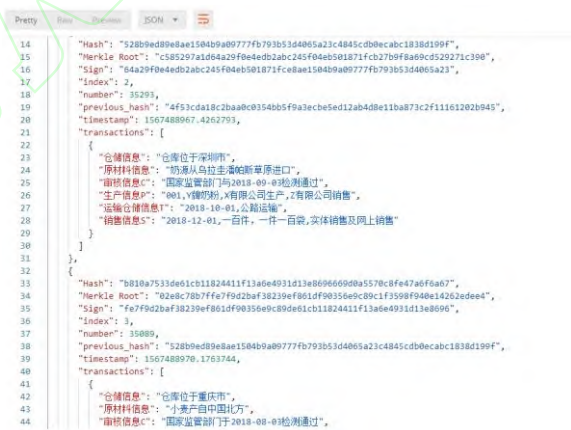 Pretty Raw Preview JSON
14 "Hash": "528b9ed89e8ae1504b9a09777fb793b53d4065a23c4845cdb0ecabc1838d199f",
15 "Merkle Root": "c585297a1d64a29f0e4edb2abc245f04eb501871fcb27b9f8a69cd529271c390",
16 "Sign": "64a29f0e4edb2abc245f04eb501871fce8ae1504b9a09777fb793b53d4065a23",
17 "index": 2,
18 "number": 35293,
19 "previous_hash": "4f53cda18c2baa0c0354bb5f9a3ecbe5ed12ab4d8e11ba873c2f11161202b945",
20 "timestamp": 1567488967.4262793,
21 "transactions": [
22 {
23 "仓储信息": "仓库位于深圳市",
24 "原材料信息": "奶源从乌拉圭潘帕斯草原进口",
25 "审核信息C": "国家监管部门与2018-09-03检测通过",
26 "生产信息P": "001,Y牌奶粉,X有限公司生产,Z有限公司销售",
27 "运输仓储信息T": "2018-10-01,公路运输",
28 "销售信息S": "2018-12-01,一百件，一件一百袋,实体销售及网上销售"
29 }
30 ]
31 },
32 {
33 "Hash": "b810a7533de61cb11824411f13a6e4931d13e8696669d0a5570c8fe47a6f6a67",
34 "Merkle Root": "02e8c78b7ffe7f9d2baf38239ef861df90356e9c89c1f3598f940e14262edee4",
35 "Sign": "fe7f9d2baf38239ef861df90356e9c89de61cb11824411f13a6e4931d13e8696",
36 "index": 3,
37 "number": 35089,
38 "previous_hash": "528b9ed89e8ae1504b9a09777fb793b53d4065a23c4845cdb0ecabc1838d199f",
39 "timestamp": 1567488970.1763744,
40 "transactions": [
41 {
42 "仓储信息": "仓库位于重庆市",
43 "原材料信息": "小麦产自中国北方",
44 "审核信息C": "国家监管部门于2018-08-03检测通过",